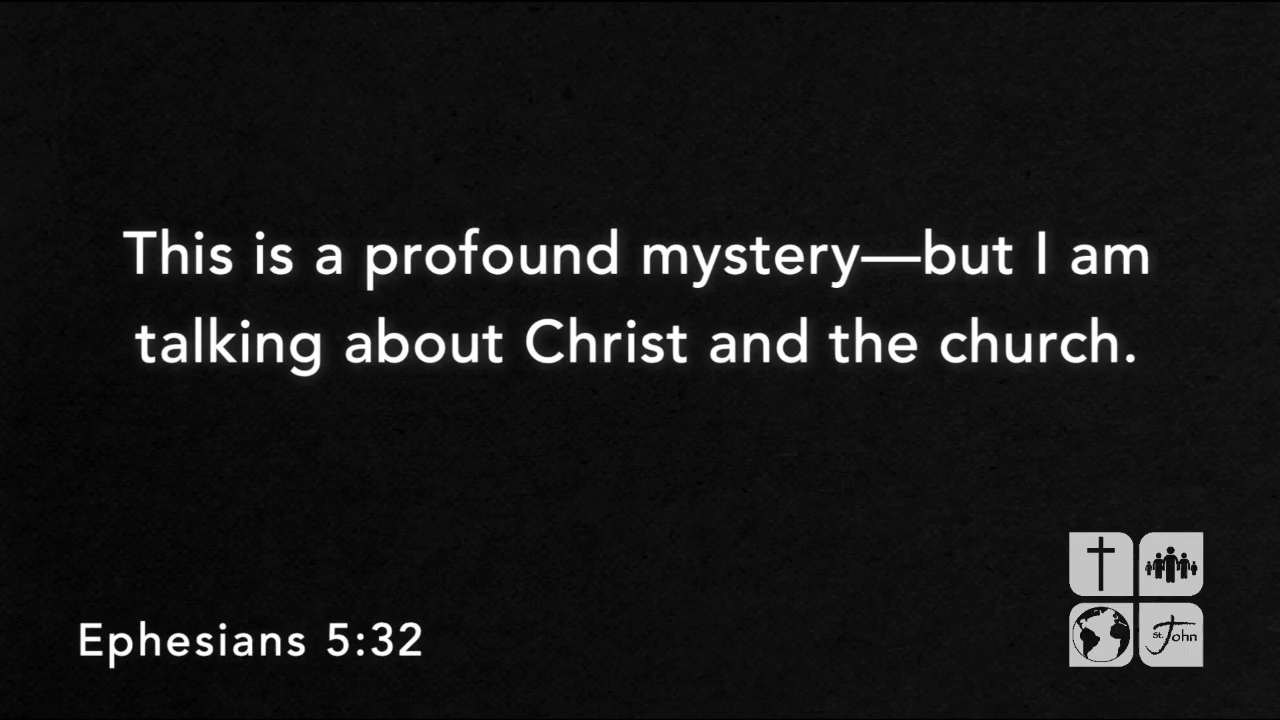 This is a profound mystery—but I am
talking about Christ and the church.
Ephesians 5:32
St. John